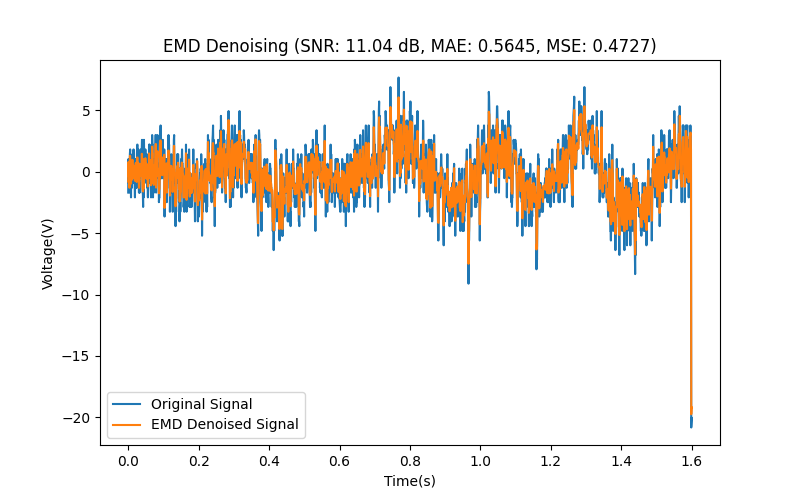 EMD Denoising (SNR: 11.04 dB, MAE: 0.5645, MSE: 0.4727)
Voltage(V)
5
0
−5
−10
−15
−20
Original Signal
EMD Denoised Signal
0.0 0.2 0.4 0.6 0.8 1.0 1.2 1.4 1.6
Time(s)